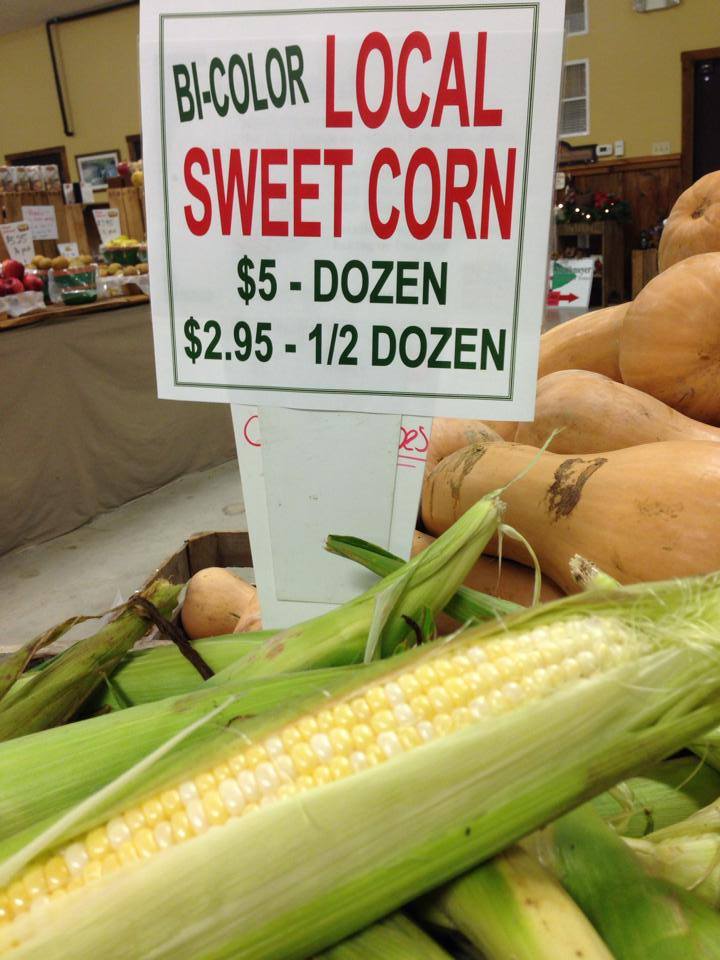 BI-COLOR LOCAL
SWEET CORN
$5 - DOZEN
$2.95 - 1/2 DOZEN